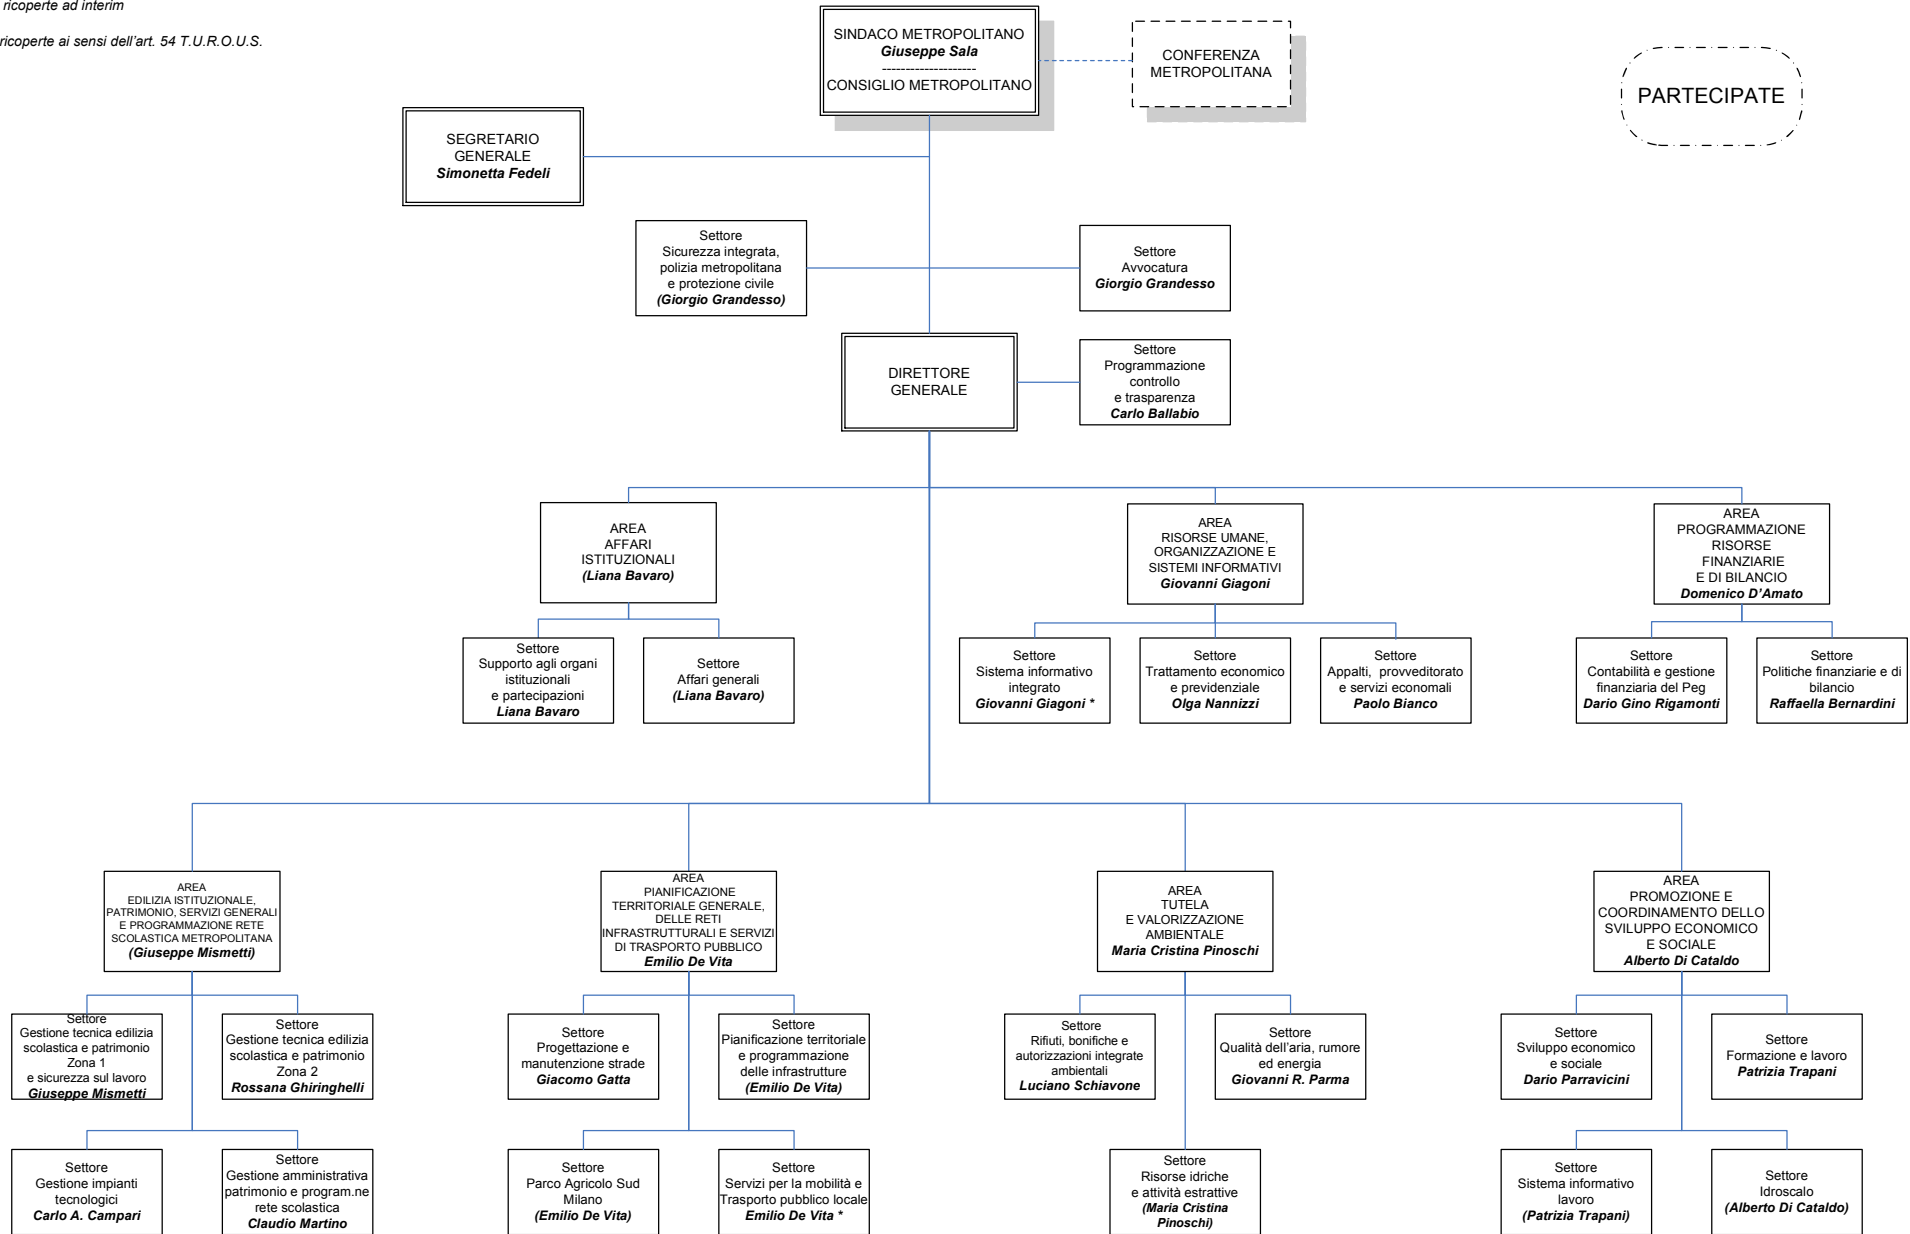 ricoperte ad interim
ricoperte ai sensi dell'art. 54 T.U.R.O.U.S.
SINDACO METROPOLITANO
Giuseppe Sala
--------------------
CONSIGLIO METROPOLITANO
CONFERENZA
METROPOLITANA
PARTECIPATE
SEGRETARIO
GENERALE
Simonetta Fedeli
Settore
Sicurezza integrata,
polizia metropolitana
e protezione civile
(Giorgio Grandesso)
Settore
Avvocatura
Giorgio Grandesso
DIRETTORE
GENERALE
Settore
Programmazione
controllo
e trasparenza
Carlo Ballabio
AREA
AFFARI
ISTITUZIONALI
(Liana Bavaro)
AREA
RISORSE UMANE,
ORGANIZZAZIONE E
SISTEMI INFORMATIVI
Giovanni Giagoni
AREA
PROGRAMMAZIONE
RISORSE
FINANZIARIE
E DI BILANCIO
Domenico D'Amato
Settore
Supporto agli organi
istituzionali
e partecipazioni
Liana Bavaro
Settore
Affari generali
(Liana Bavaro)
Settore
Sistema informativo
integrato
Giovanni Giagoni *
Settore
Trattamento economico
e previdenziale
Olga Nannizzi
Settore
Appalti, provveditorato
e servizi economali
Paolo Bianco
Settore
Contabilità e gestione
finanziaria del Peg
Dario Gino Rigamonti
Settore
Politiche finanziarie e di
bilancio
Raffaella Bernardini
AREA
EDILIZIA ISTITUZIONALE,
PATRIMONIO, SERVIZI GENERALI
E PROGRAMMAZIONE RETE
SCOLASTICA METROPOLITANA
(Giuseppe Mismetti)
AREA
PIANIFICAZIONE
TERRITORIALE GENERALE,
DELLE RETI
INFRASTRUTTURALI E SERVIZI
DI TRASPORTO PUBBLICO
Emilio De Vita
AREA
TUTELA
E VALORIZZAZIONE
AMBIENTALE
Maria Cristina Pinoschi
AREA
PROMOZIONE E
COORDINAMENTO DELLO
SVILUPPO ECONOMICO
E SOCIALE
Alberto Di Cataldo
Settore
Gestione tecnica edilizia
scolastica e patrimonio
Zona 1
e sicurezza sul lavoro
Giuseppe Mismetti
Settore
Gestione tecnica edilizia
scolastica e patrimonio
Zona 2
Rossana Ghiringhelli
Settore
Progettazione e
manutenzione strade
Giacomo Gatta
Settore
Pianificazione territoriale
e programmazione
delle infrastrutture
(Emilio De Vita)
Settore
Rifiuti, bonifiche e
autorizzazioni integrate
ambientali
Luciano Schiavone
Settore
Qualità dell'aria, rumore
ed energia
Giovanni R. Parma
Settore
Sviluppo economico
e sociale
Dario Parravicini
Settore
Formazione e lavoro
Patrizia Trapani
Settore
Gestione impianti
tecnologici
Carlo A. Campari
Settore
Gestione amministrativa
patrimonio e program.ne
rete scolastica
Claudio Martino
Settore
Parco Agricolo Sud
Milano
(Emilio De Vita)
Settore
Servizi per la mobilità e
Trasporto pubblico locale
Emilio De Vita *
Settore
Risorse idriche
e attività estrattive
(Maria Cristina
Pinoschi)
Settore
Sistema informativo
lavoro
(Patrizia Trapani)
Settore
Idroscalo
(Alberto Di Cataldo)